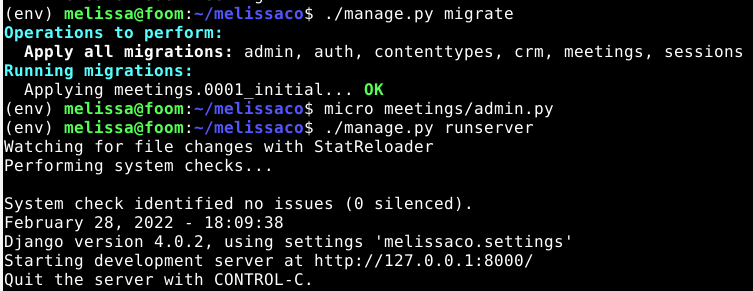 (env) melissa@foom:~/melissaco$ ./manage.py migrate
Operations to perform:
  Apply all migrations: admin, auth, contenttypes, crm, meetings, sessions
Running migrations:
  Applying meetings.0001_initial... OK
(env) melissa@foom:~/melissaco$ micro meetings/admin.py
(env) melissa@foom:~/melissaco$ ./manage.py runserver
Watching for file changes with StatReloader
Performing system checks...

System check identified no issues (0 silenced).
February 28, 2022 - 18:09:38
Django version 4.0.2, using settings 'melissaco.settings'
Starting development server at http://127.0.0.1:8000/
Quit the server with CONTROL-C.